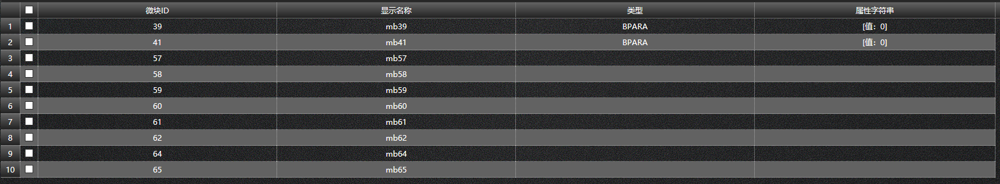 微块ID 显示名称 类型 属性字符串
1 39 mb39 BPARA [值：0]
2 41 mb41 BPARA [值：0]
3 57 mb57
4 58 mb58
5 59 mb59
6 60 mb60
7 61 mb61
8 62 mb62
9 64 mb64
10 65 mb65